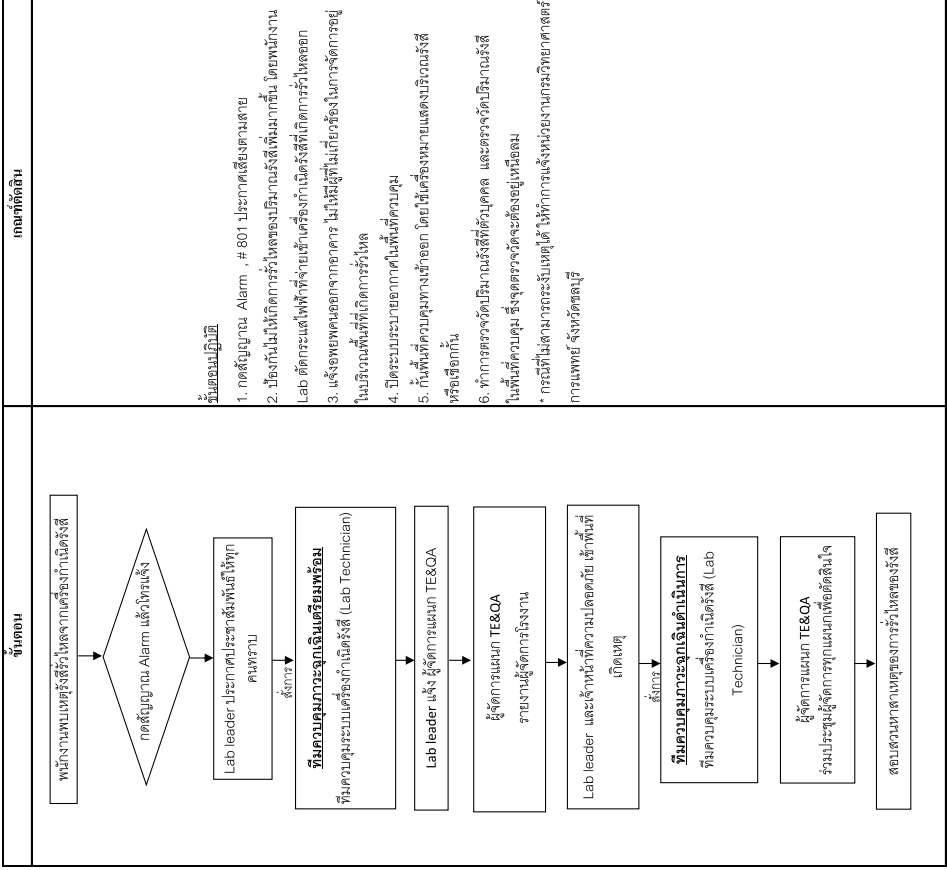 ขั้นตอน
พนักงานพบเหตุรังสีรั่วไหลจากเครื่องกำเนิดรังสี
กดสัญญาณ Alarm แล้วโทรแจ้ง
Lab leader ประกาศประชาสัมพันธ์ให้ทุก
คนทราบ
สั่งการ
ทีมควบคุมภาวะฉุกเฉินเตรียมพร้อม
ทีมควบคุมระบบเครื่องกำเนิดรังสี (Lab Technician)
Lab leader แจ้ง ผู้จัดการแผนก TE&QA
ผู้จัดการแผนก TE&QA
รายงานผู้จัดการโรงงาน
Lab leader และเจ้าหน้าที่ความปลอดภัย เข้าพื้นที่
เกิดเหตุ
สั่งการ
ทีมควบคุมภาวะฉุกเฉินดำเนินการ
ทีมควบคุมระบบเครื่องกำเนิดรังสี (Lab
Technician)
ผู้จัดการแผนก TE&QA
ร่วมประชุมผู้จัดการทุกแผนกเพื่อตัดสินใจ
สอบสวนหาสาเหตุของการรั่วไหลของรังสี
เกณฑ์ตัดสิน
ขั้นตอนปฏิบัติ
1. กดสัญญาณ Alarm , # 801 ประกาศเสียงตามสาย
2. ป้องกันไม่ให้เกิดการรั่วไหลของปริมาณรังสีเพิ่มมากขึ้น โดยพนักงาน
Lab ตัดกระแสไฟฟ้าที่จ่ายเข้าเครื่องกำเนิดรังสีที่เกิดการรั่วไหลออก
3. แจ้งอพยพคนออกจากอาคาร ไม่ให้มีผู้ที่ไม่เกี่ยวข้องในการจัดการอยู่
ในบริเวณพื้นที่ที่เกิดการรั่วไหล
4. ปิดระบบระบายอากาศในพื้นที่ควบคุม
5. กั้นพื้นที่ควบคุมทางเข้าออก โดยใช้เครื่องหมายแสดงบริเวณรังสี
หรือเชือกกั้น
6. ทำการตรวจวัดปริมาณรังสีที่ตัวบุคคล และตรวจวัดปริมาณรังสี
ในพื้นที่ควบคุม ซึ่งจุดตรวจวัดจะต้องอยู่เหนือลม
* กรณีที่ไม่สามารถระงับเหตุได้ ให้ทำการแจ้งหน่วยงานกรมวิทยาศาสตร์
การแพทย์ จังหวัดชลบุรี